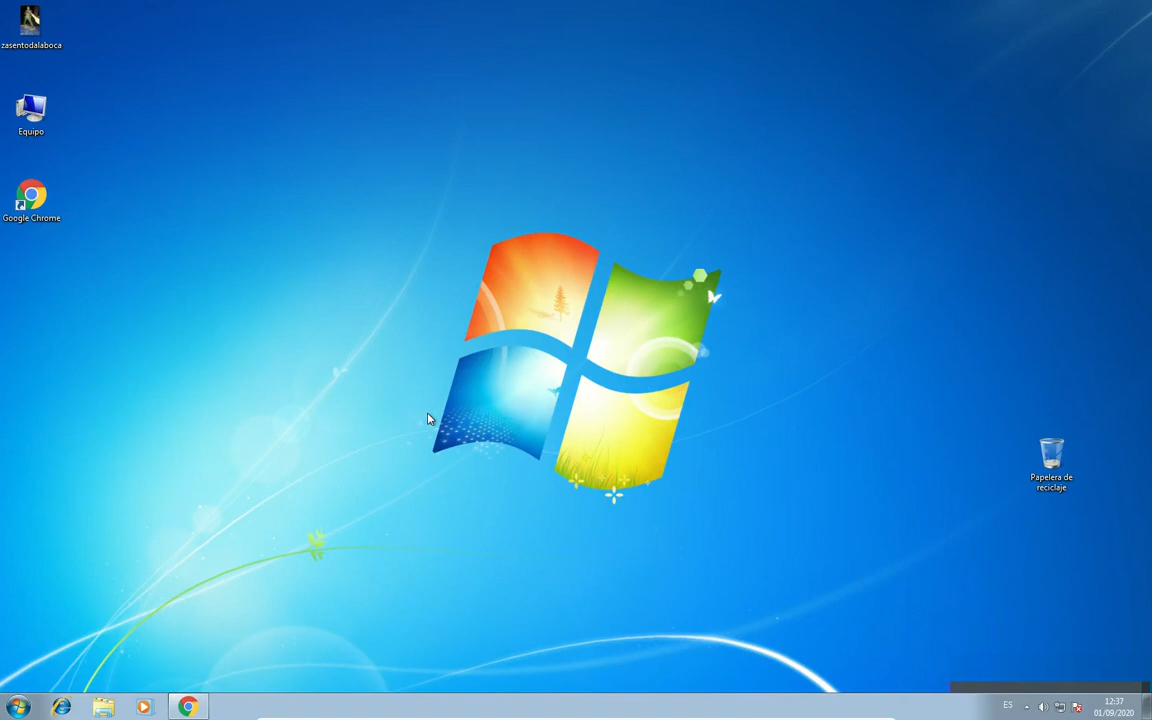 zasentodalaboca
Equipo
Google Chrome
Papelera de
reciclaje
ES
12:37
01/09/2020